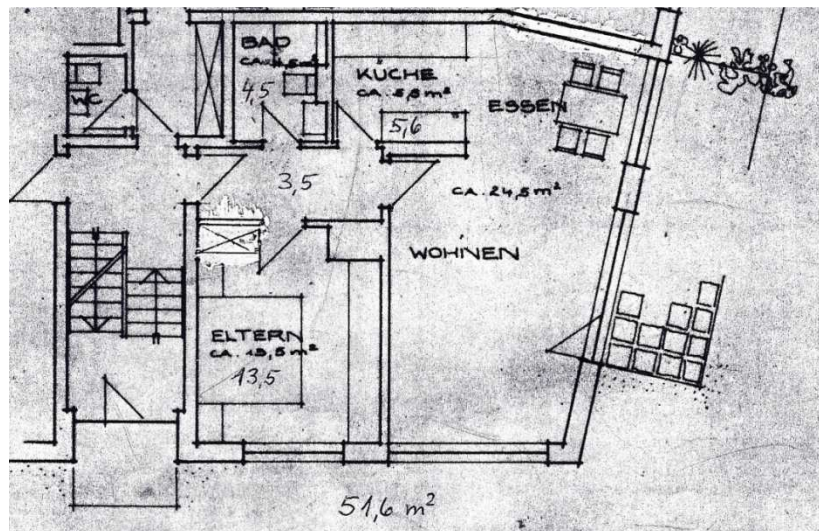 BAD
4,5
WC
KÜCHE
CA. 5,6 m²
5,6
ESSEN
3,5
CA. 24,5 m²
WOHNEN
ELTERN
CA. 13,5 m²
13,5
51,6 m²